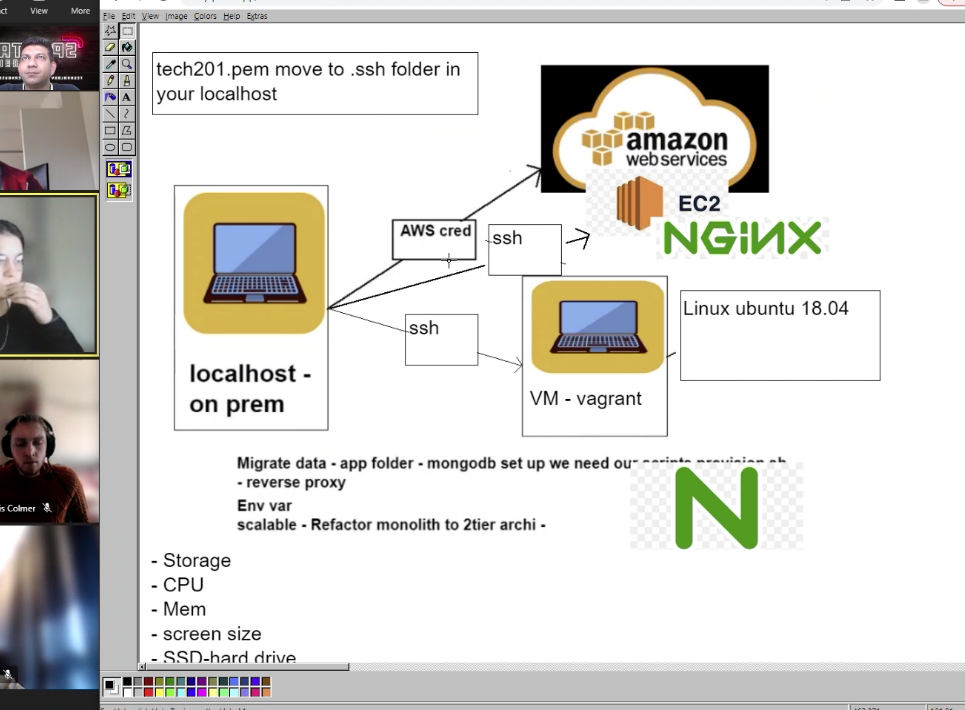 View
More
File Edit View Image Colors Help Extras
tech201.pem move to .ssh folder in
your localhost
amazon
webservices
EC2
NGiNX
AWS cred
ssh
ssh
Linux ubuntu 18.04
localhost -
on prem
VM - vagrant
Migrate data - app folder - mongodb set up we need our scripts provision.sh
- reverse proxy
Env var
scalable - Refactor monolith to 2tier archi -
N
- Storage
- CPU
- Mem
- screen size
- SSD-hard drive
is Colmer